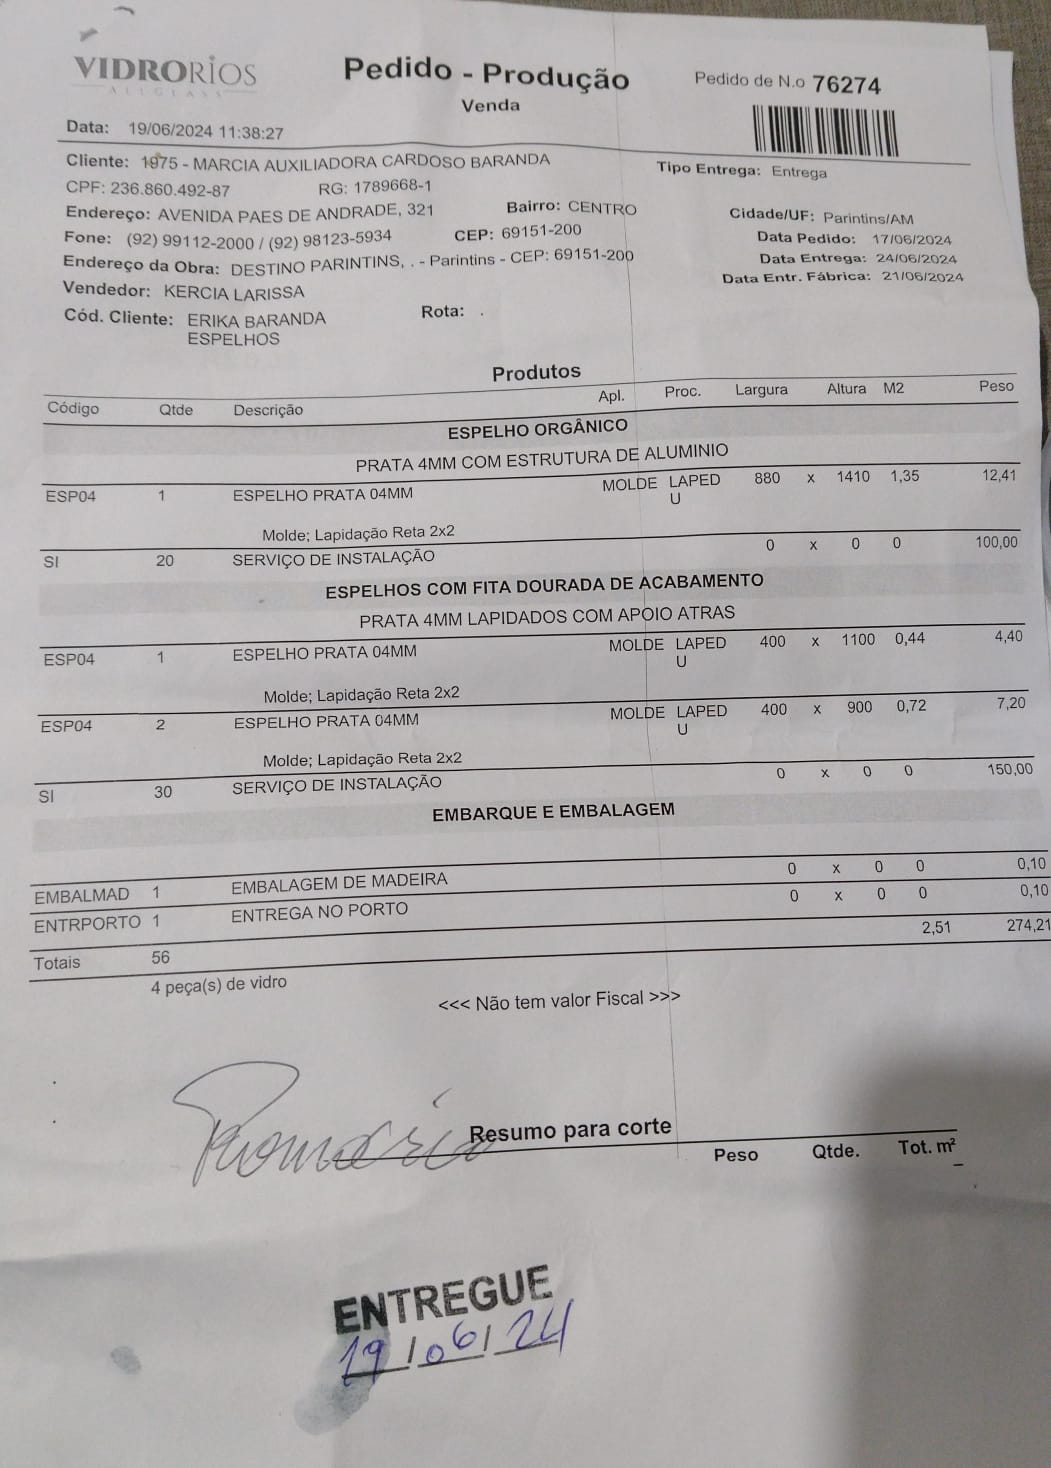 VIDRORIOS
ALLGLASS
Pedido - Produção
Venda
Pedido de N.o 76274
Data: 19/06/2024 11:38:27
Cliente: 1975 - MARCIA AUXILIADORA CARDOSO BARANDA
Tipo Entrega: Entrega
CPF: 236.860.492-87 RG: 1789668-1
Endereço: AVENIDA PAES DE ANDRADE, 321 Bairro: CENTRO Cidade/UF: Parintins/AM
Fone: (92) 99112-2000 / (92) 98123-5934 CEP: 69151-200 Data Pedido: 17/06/2024
Endereço da Obra: DESTINO PARINTINS, . - Parintins - CEP: 69151-200 Data Entrega: 24/06/2024
Vendedor: KERCIA LARISSA Data Entr. Fábrica: 21/06/2024
Cód. Cliente: ERIKA BARANDA Rota: .
ESPELHOS
Produtos
Código Qtde Descrição Apl. Proc. Largura Altura M2 Peso
ESPELHO ORGÂNICO
PRATA 4MM COM ESTRUTURA DE ALUMINIO
ESP04 1 ESPELHO PRATA 04MM MOLDE LAPED 880 x 1410 1,35 12,41
U
Molde; Lapidação Reta 2x2
SI 20 SERVIÇO DE INSTALAÇÃO 0 x 0 0 100,00
ESPELHOS COM FITA DOURADA DE ACABAMENTO
PRATA 4MM LAPIDADOS COM APOIO ATRAS
ESP04 1 ESPELHO PRATA 04MM MOLDE LAPED 400 x 1100 0,44 4,40
U
Molde; Lapidação Reta 2x2
ESP04 2 ESPELHO PRATA 04MM MOLDE LAPED 400 x 900 0,72 7,20
U
Molde; Lapidação Reta 2x2
SI 30 SERVIÇO DE INSTALAÇÃO 0 x 0 0 150,00
EMBARQUE E EMBALAGEM
EMBALMAD 1 EMBALAGEM DE MADEIRA 0 x 0 0 0,10
ENTRPORTO 1 ENTREGA NO PORTO 0 x 0 0 0,10
Totais 56 2,51 274,21
4 peça(s) de vidro
<<< Não tem valor Fiscal >>>
Resumo para corte
Peso Qtde. Tot. m²
ENTREGUE
19/06/24